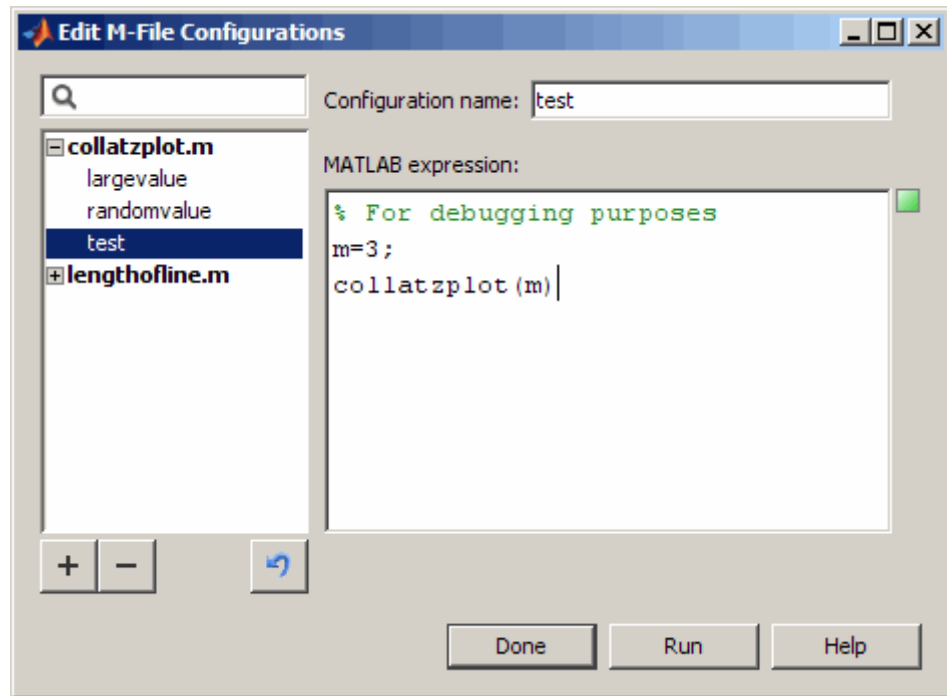 Edit M-File Configurations
Configuration name: test
collatzplot.m
largevalue
randomvalue
test
lengthofline.m
MATLAB expression:
% For debugging purposes
m=3;
collatzplot(m)
Done
Run
Help